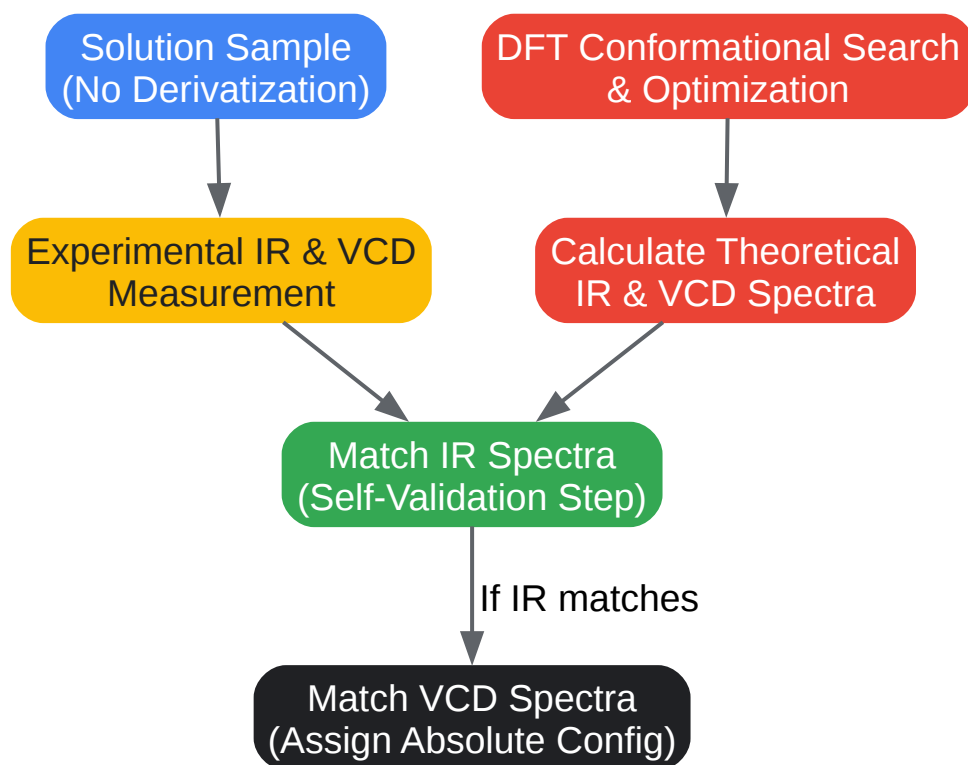 Solution Sample
(No Derivatization)
DFT Conformational Search
& Optimization
Experimental IR & VCD
Measurement
Calculate Theoretical
IR & VCD Spectra
Match IR Spectra
(Self-Validation Step)
If IR matches
Match VCD Spectra
(Assign Absolute Config)